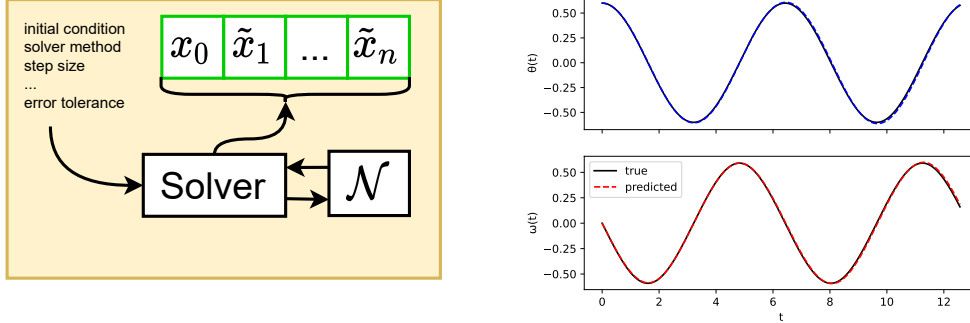 initial condition
solver method
step size
...
error tolerance
x0 x̃1 ... x̃n
Solver
𝒩
θ(t)
0.50
0.25
0.00
−0.25
−0.50
ω(t)
0.50
0.25
0.00
−0.25
−0.50
true
predicted
0 2 4 6 8 10 12
t